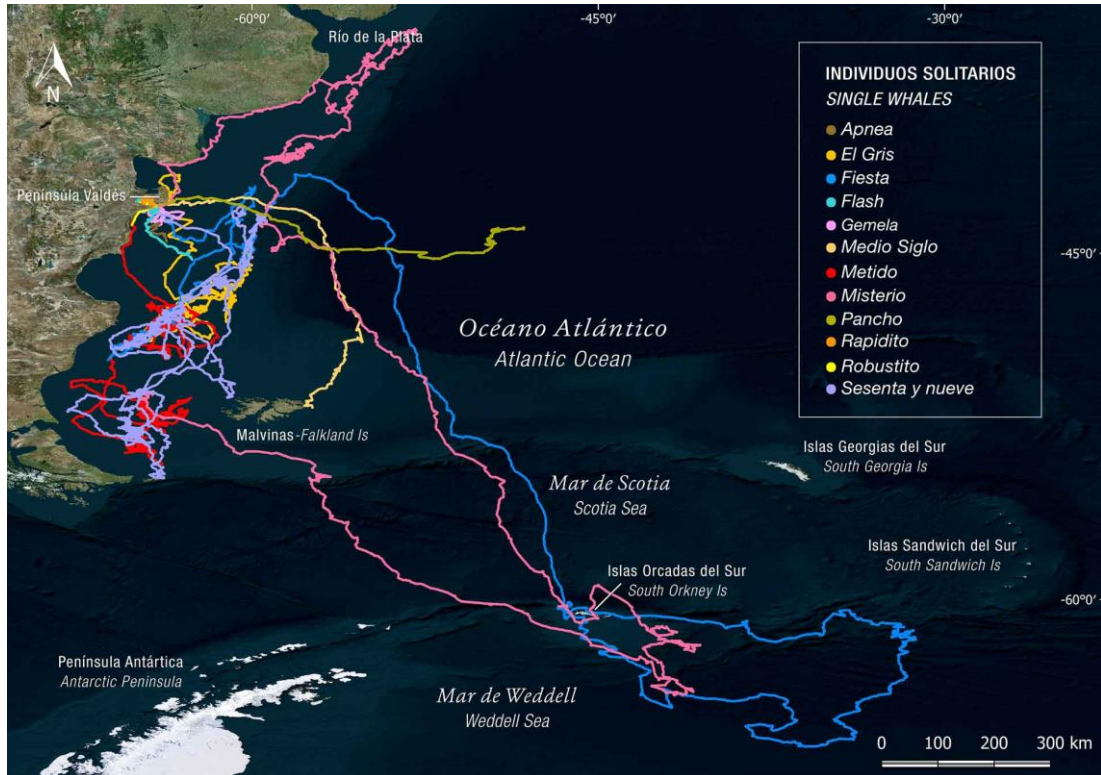 -60°0'
-45°0'
-30°0'
Río de la Plata
N
INDIVIDUOS SOLITARIOS
SINGLE WHALES
Apnea
El Gris
Fiesta
Flash
Gemela
Medio Siglo
Metido
Misterio
Pancho
Rapidito
Robustito
Sesenta y nueve
Península Valdés
-45°0'
Océano Atlántico
Atlantic Ocean
Malvinas-Falkland Is
Islas Georgias del Sur
South Georgia Is
Mar de Scotia
Scotia Sea
Islas Sandwich del Sur
South Sandwich Is
Islas Orcadas del Sur
South Orkney Is
-60°0'
Península Antártica
Antarctic Peninsula
Mar de Weddell
Weddell Sea
0 100 200 300 km